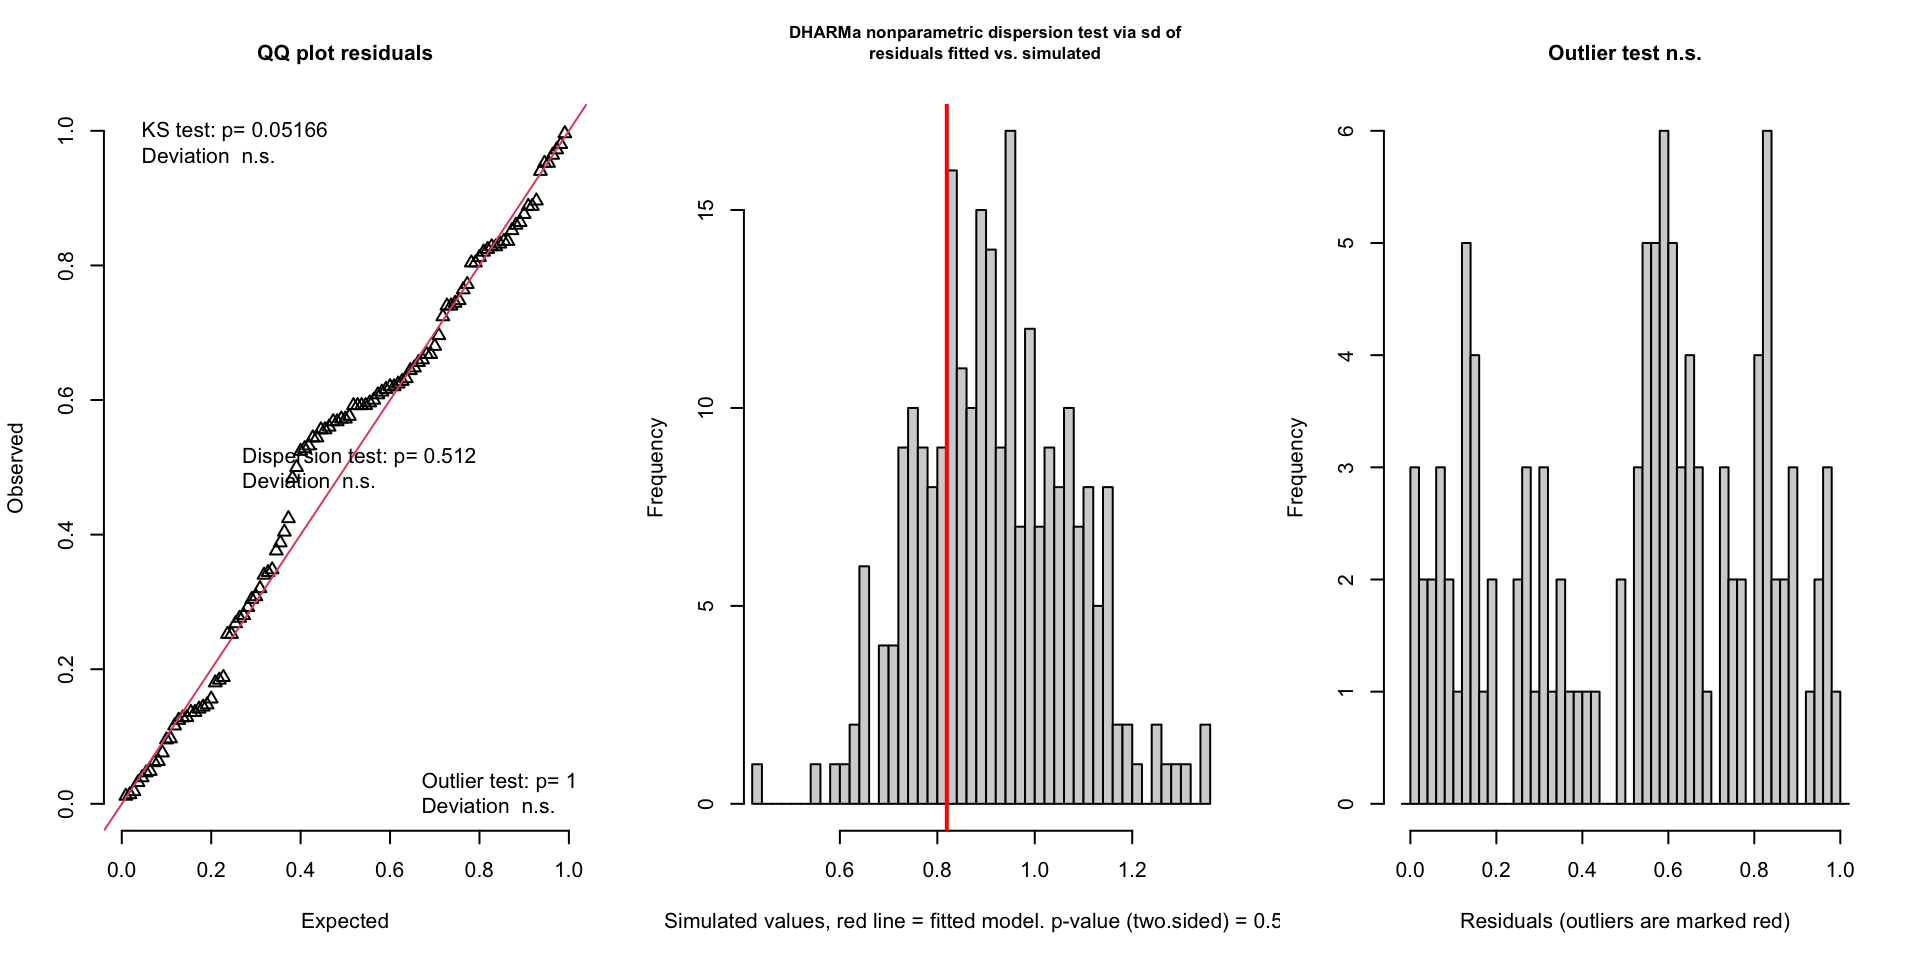 QQ plot residuals
KS test: p= 0.05166
Deviation  n.s.
Dispersion test: p= 0.512
Deviation  n.s.
Outlier test: p= 1
Deviation  n.s.
Observed
0.0
0.2
0.4
0.6
0.8
1.0
0.0 0.2 0.4 0.6 0.8 1.0
Expected
DHARMa nonparametric dispersion test via sd of
residuals fitted vs. simulated
Frequency
0
5
10
15
0.6 0.8 1.0 1.2
Simulated values, red line = fitted model. p-value (two.sided) = 0.5
Outlier test n.s.
Frequency
0
1
2
3
4
5
6
0.0 0.2 0.4 0.6 0.8 1.0
Residuals (outliers are marked red)